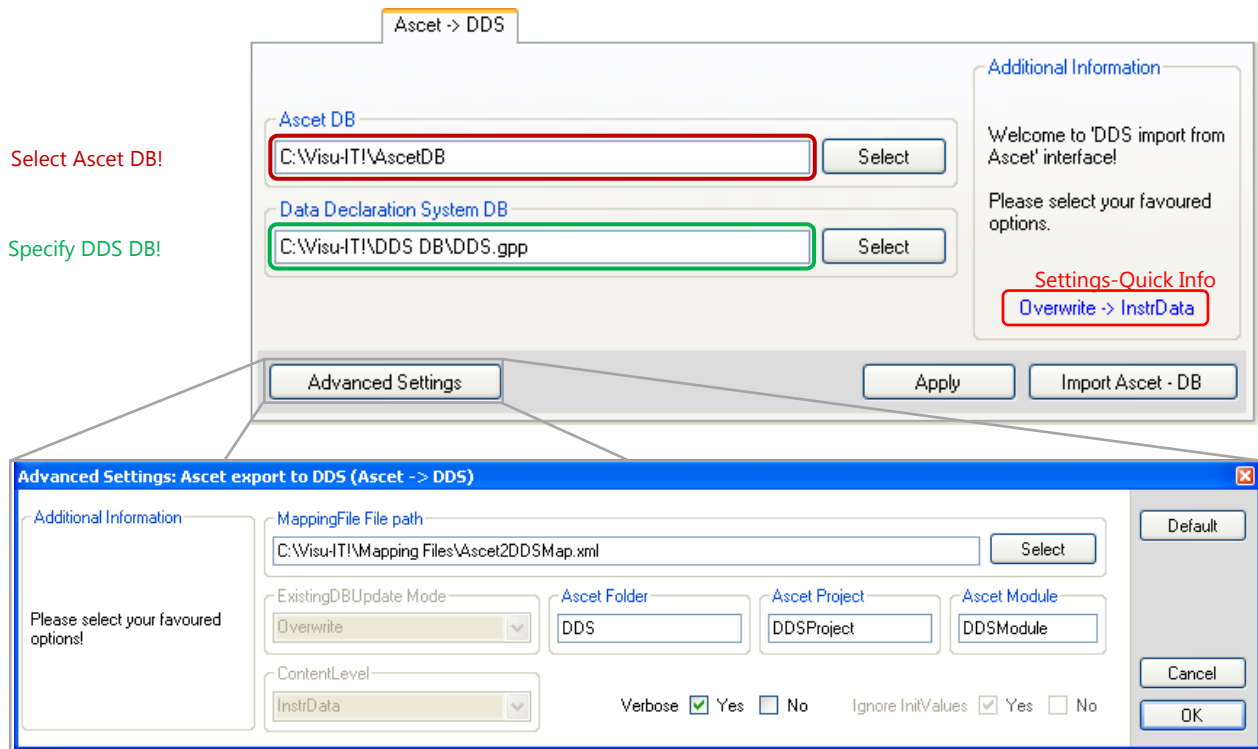 Ascet -> DDS
Additional Information
Ascet DB
Select Ascet DB!
C:\Visu-IT!\AscetDB
Select
Welcome to 'DDS import from
Ascet' interface!
Data Declaration System DB
Please select your favoured
options.
Specify DDS DB!
C:\Visu-IT!\DDS DB\DDS.gpp
Select
Settings-Quick Info
Overwrite -> InstrData
Advanced Settings
Apply
Import Ascet - DB
Advanced Settings: Ascet export to DDS (Ascet -> DDS)
Additional Information
Please select your favoured
options!
MappingFile File path
C:\Visu-IT!\Mapping Files\Ascet2DDSMap.xml
Select
Default
ExistingDBUpdate Mode
Overwrite
Ascet Folder
DDS
Ascet Project
DDSProject
Ascet Module
DDSModule
ContentLevel
InstrData
Verbose Yes No
Ignore InitValues Yes No
Cancel
OK